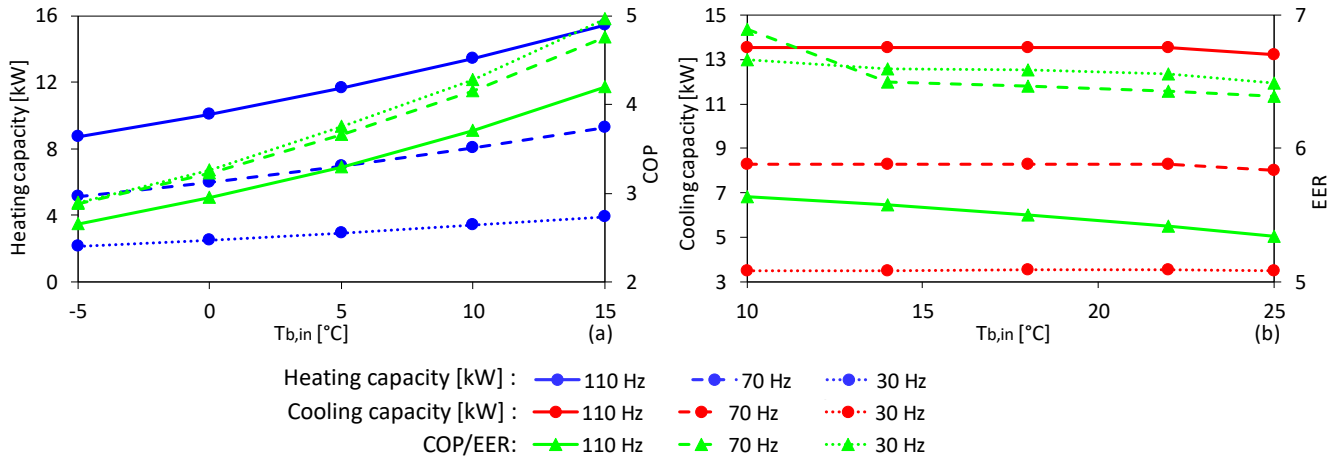 Heating capacity [kW]
16
12
8
4
0
-5
0
5
10
15
5
4
3
2
COP
Tb,in [°C]
(a)
Cooling capacity [kW]
15
13
11
9
7
5
3
10
15
20
25
7
6
5
EER
Tb,in [°C]
(b)
Heating capacity [kW] : 110 Hz 70 Hz 30 Hz
Cooling capacity [kW] : 110 Hz 70 Hz 30 Hz
COP/EER: 110 Hz 70 Hz 30 Hz